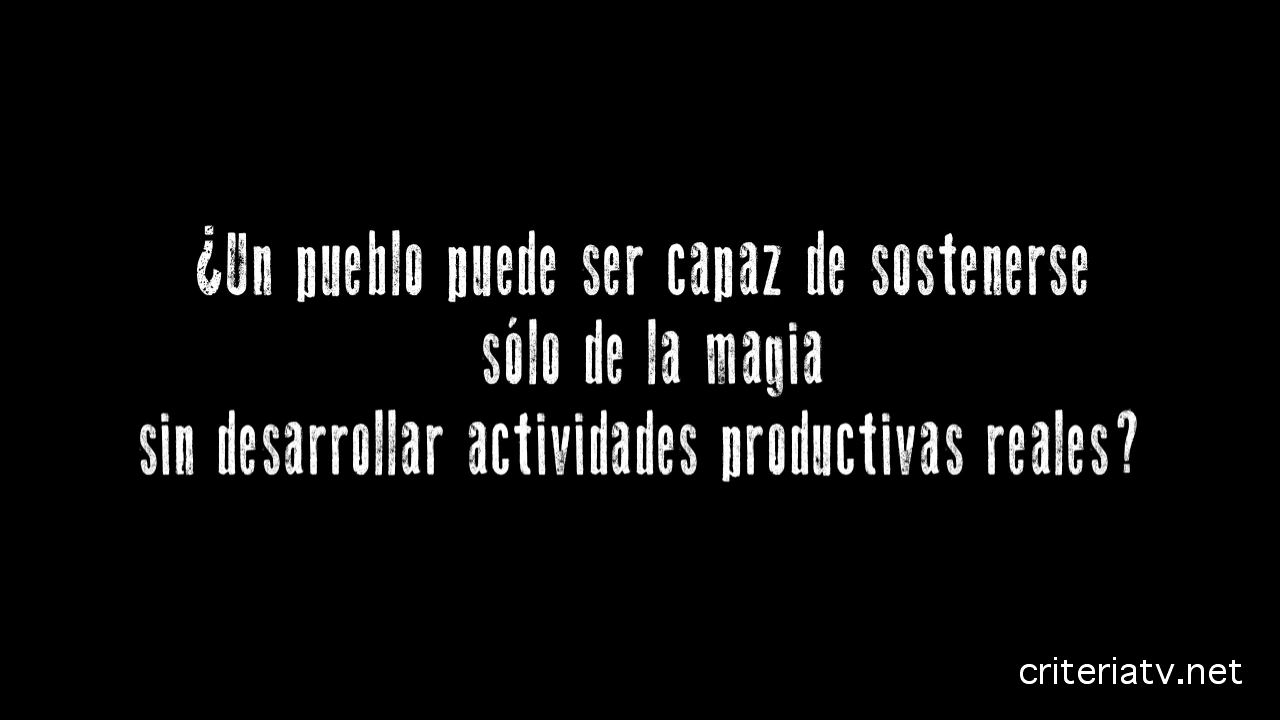 ¿Un pueblo puede ser capaz de sostenerse
sólo de la magia
sin desarrollar actividades productivas reales?
criteriatv.net